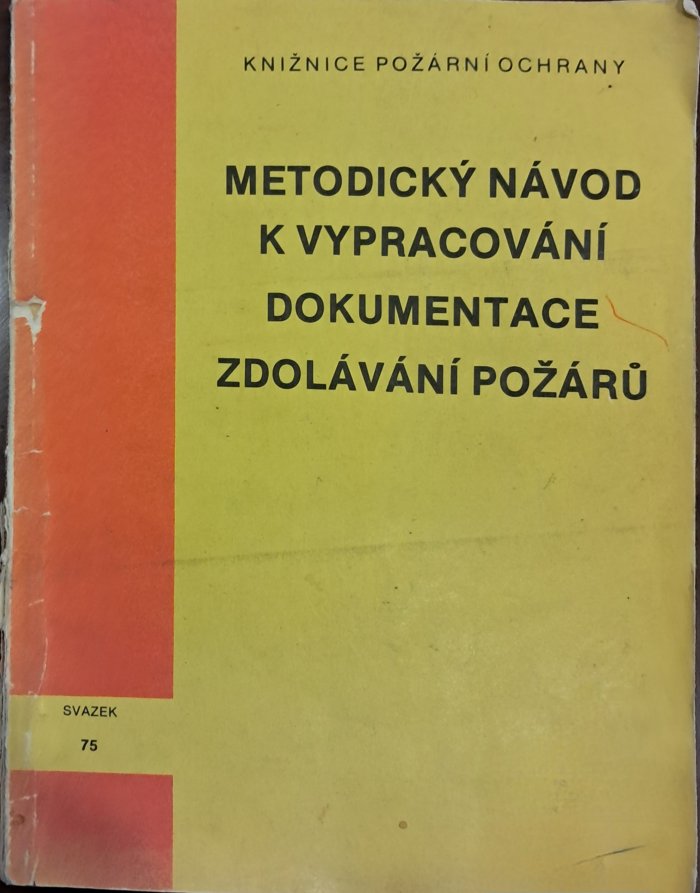 KNIŽNICE POŽÁRNÍ OCHRANY
METODICKÝ NÁVOD
K VYPRACOVÁNÍ
DOKUMENTACE
ZDOLÁVÁNÍ POŽÁRŮ
SVAZEK
75